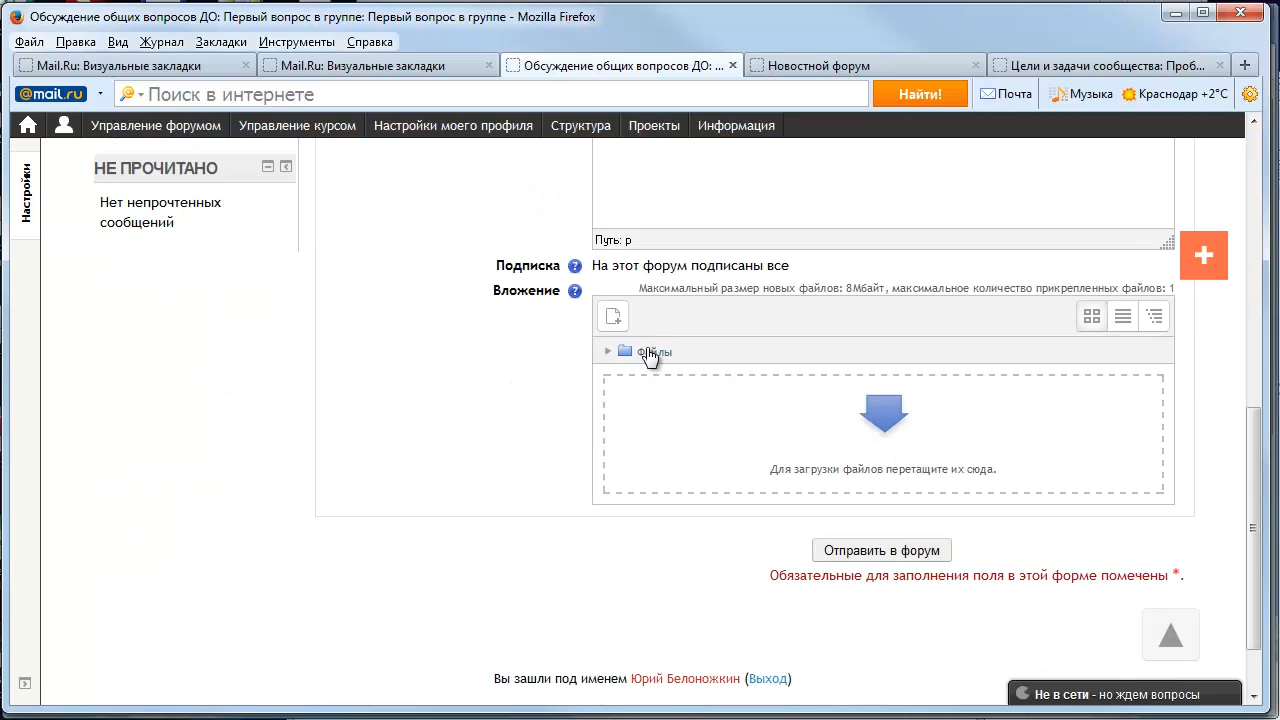 Обсуждение общих вопросов ДО: Первый вопрос в группе: Первый вопрос в группе - Mozilla Firefox
Файл Правка Вид Журнал Закладки Инструменты Справка
Mail.Ru: Визуальные закладки Mail.Ru: Визуальные закладки Обсуждение общих вопросов ДО: ... Новостной форум Цели и задачи сообщества: Проб...
@mail.ru Поиск в интернете Найти! Почта Музыка Краснодар +2°C
Управление форумом Управление курсом Настройки моего профиля Структура Проекты Информация
Настройки
НЕ ПРОЧИТАНО
Нет непрочтенных
сообщений
Путь: p
Подписка На этот форум подписаны все
Вложение Максимальный размер новых файлов: 8Мбайт, максимальное количество прикрепленных файлов: 1
Файлы
Для загрузки файлов перетащите их сюда.
Отправить в форум
Обязательные для заполнения поля в этой форме помечены *.
Вы зашли под именем Юрий Белоножкин (Выход)
Не в сети - но ждем вопросы